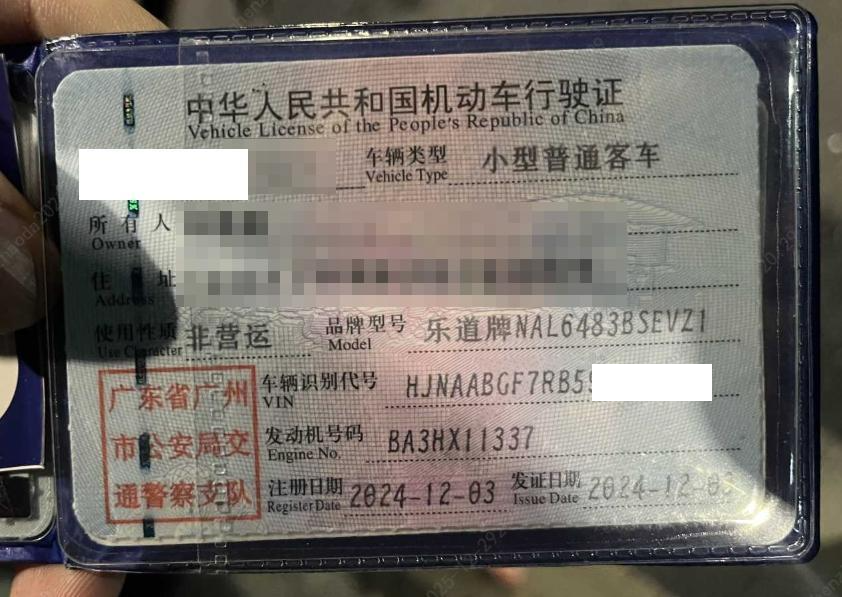 中华人民共和国机动车行驶证
Vehicle License of the People's Republic of China
车辆类型 小型普通客车
Vehicle Type
所有人
Owner
住址
Address
使用性质 非营运 品牌型号 乐道牌NAL6483BSEVZ1
Use Character Model
车辆识别代号 HJNAABGF7RB5
VIN
发动机号码 BA3HX11337
Engine No.
注册日期 2024-12-03 发证日期 2024-12-03
Register Date Issue Date
广东省广州
市公安局交
通警察支队